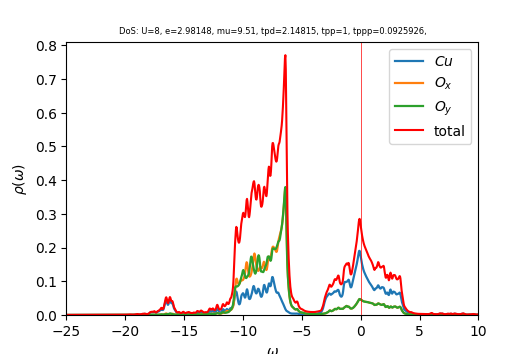 DoS: U=8, e=2.98148, mu=9.51, tpd=2.14815, tpp=1, tppp=0.0925926,
0.8
0.7
0.6
0.5
0.4
0.3
0.2
0.1
0.0
ρ(ω)
Cu
Oₓ
O_y
total
−25 −20 −15 −10 −5 0 5 10
ω